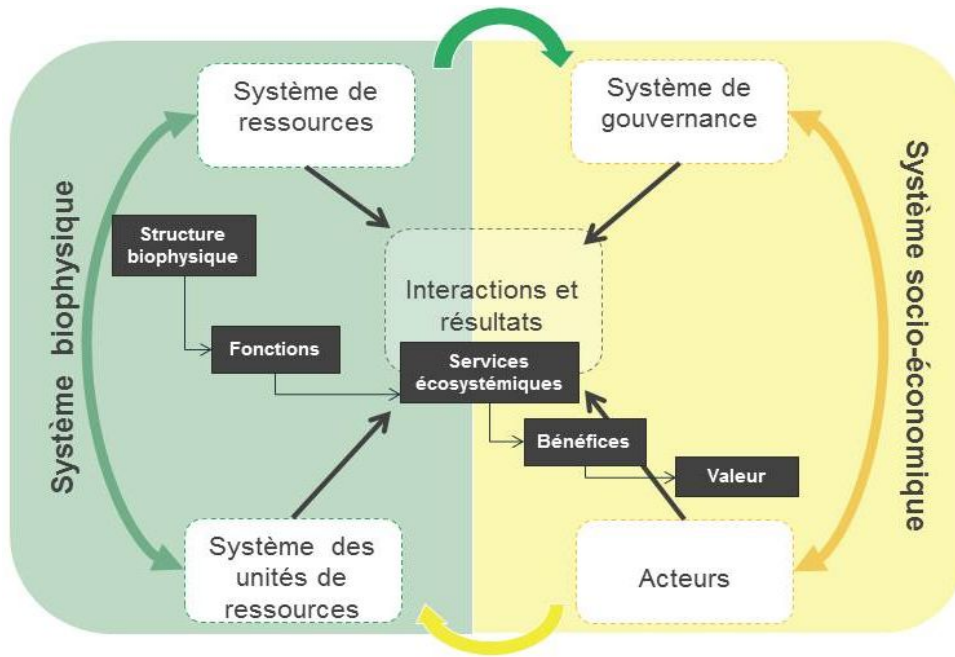 Système de
ressources
Système de
gouvernance
Système biophysique
Système socio-économique
Structure
biophysique
Interactions et
résultats
Fonctions
Services
écosystémiques
Bénéfices
Valeur
Système des
unités de
ressources
Acteurs